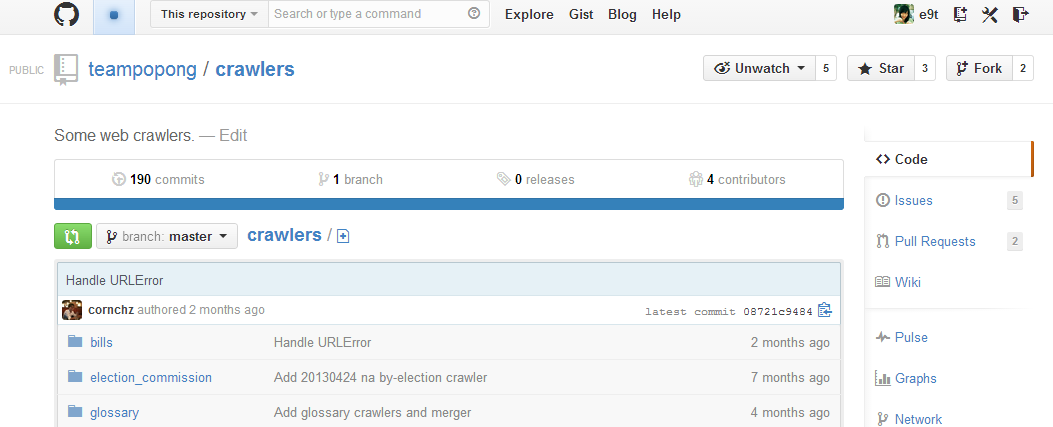 This repository Search or type a command Explore Gist Blog Help e9t
PUBLIC teampopong / crawlers Unwatch 5 Star 3 Fork 2
Some web crawlers. — Edit
Code
190 commits 1 branch 0 releases 4 contributors
Issues 5
branch: master crawlers /
Pull Requests 2
Handle URLError
Wiki
cornchz authored 2 months ago latest commit 08721c9484
bills Handle URLError 2 months ago
Pulse
election_commission Add 20130424 na by-election crawler 7 months ago
Graphs
glossary Add glossary crawlers and merger 4 months ago
Network